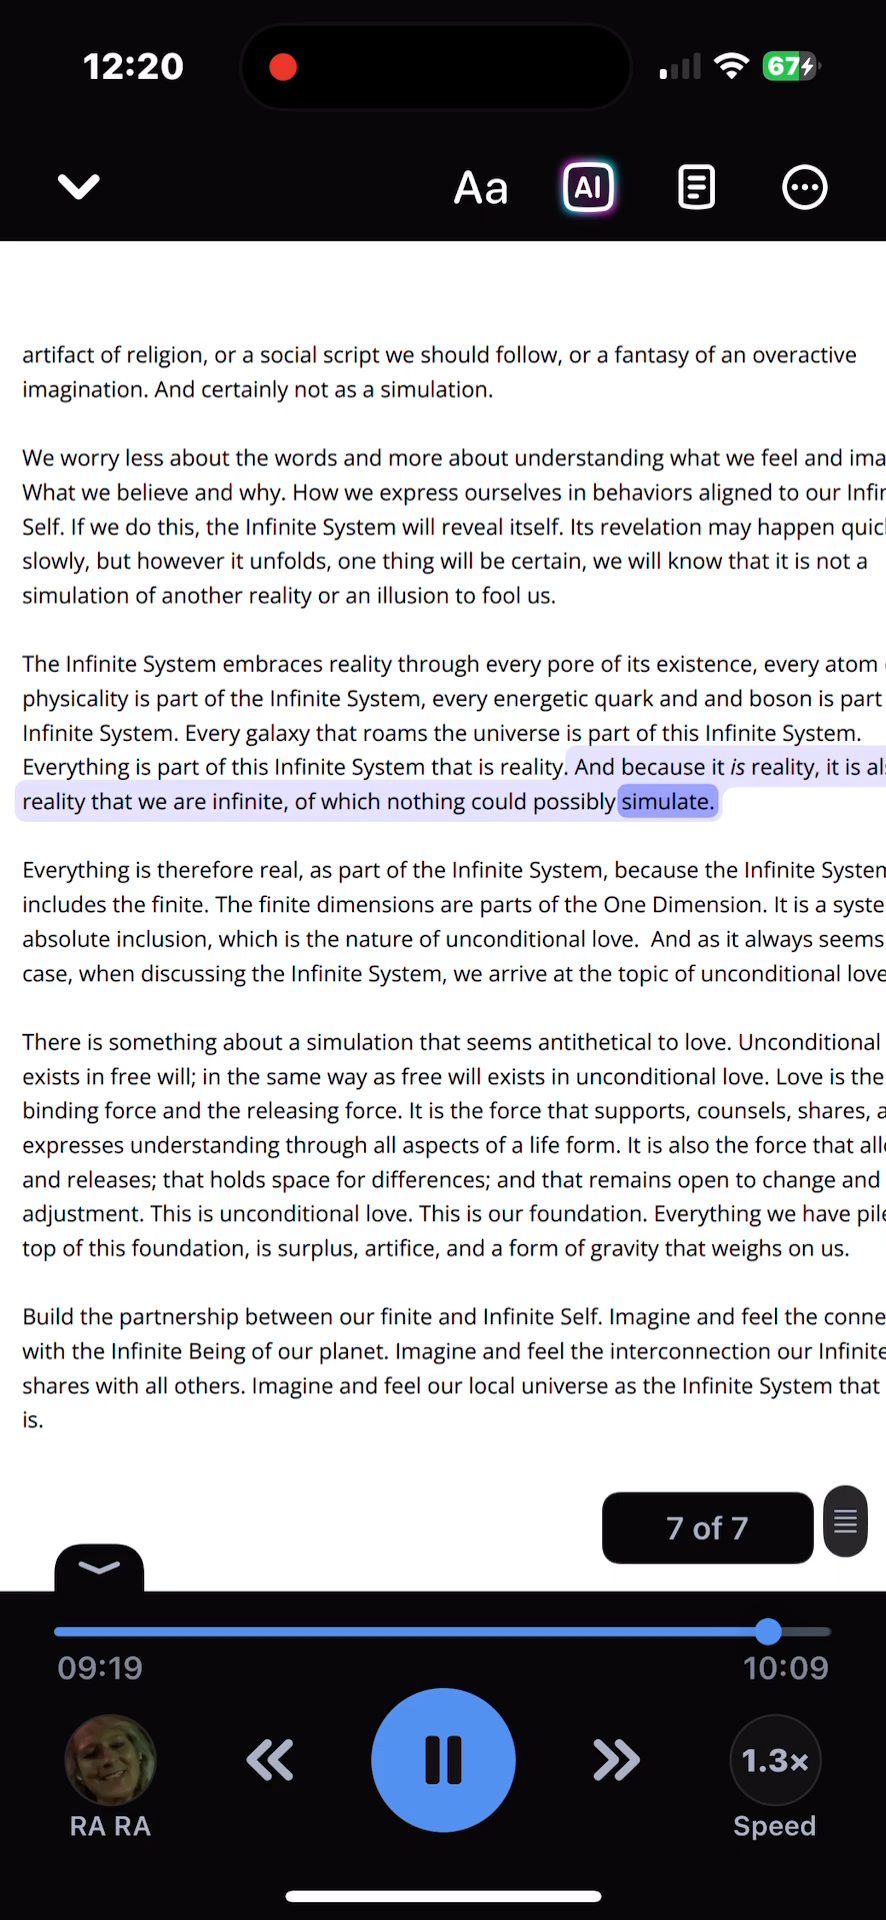 12:20
67
Aa
AI
artifact of religion, or a social script we should follow, or a fantasy of an overactive
imagination. And certainly not as a simulation.
We worry less about the words and more about understanding what we feel and
What we believe and why. How we express ourselves in behaviors aligned to our
Self. If we do this, the Infinite System will reveal itself. Its revelation may happen
slowly, but however it unfolds, one thing will be certain, we will know that it is not a
simulation of another reality or an illusion to fool us.
The Infinite System embraces reality through every pore of its existence, every atom
physicality is part of the Infinite System, every energetic quark and and boson is part
Infinite System. Every galaxy that roams the universe is part of this Infinite System.
Everything is part of this Infinite System that is reality. And because it is reality, it is
reality that we are infinite, of which nothing could possibly simulate.
Everything is therefore real, as part of the Infinite System, because the Infinite
includes the finite. The finite dimensions are parts of the One Dimension. It is a
absolute inclusion, which is the nature of unconditional love. And as it always seems
case, when discussing the Infinite System, we arrive at the topic of unconditional love
There is something about a simulation that seems antithetical to love. Unconditional
exists in free will; in the same way as free will exists in unconditional love. Love is the
binding force and the releasing force. It is the force that supports, counsels, shares,
expresses understanding through all aspects of a life form. It is also the force that
and releases; that holds space for differences; and that remains open to change and
adjustment. This is unconditional love. This is our foundation. Everything we have
top of this foundation, is surplus, artifice, and a form of gravity that weighs on us.
Build the partnership between our finite and Infinite Self. Imagine and feel the
with the Infinite Being of our planet. Imagine and feel the interconnection our Infinite
shares with all others. Imagine and feel our local universe as the Infinite System that
is.
7 of 7
09:19
10:09
1.3×
RA RA
Speed